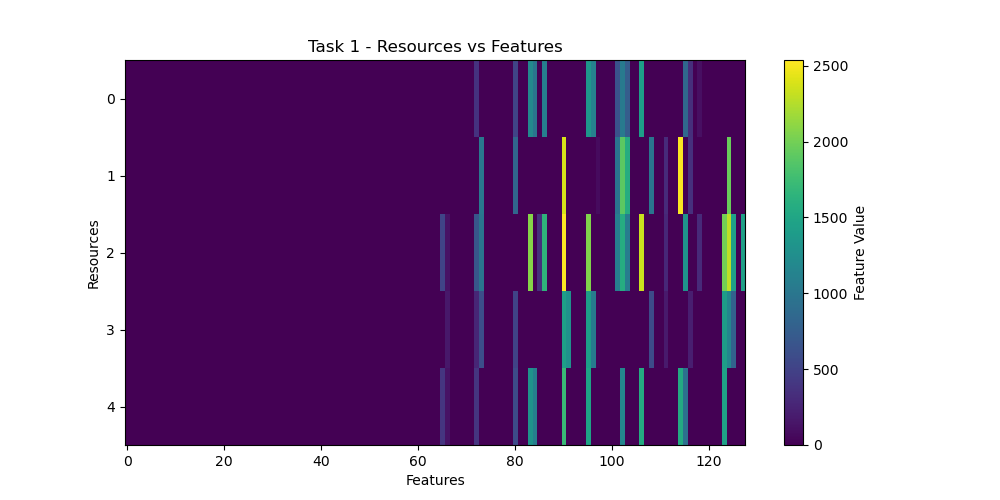 Task 1 - Resources vs Features
Resources
0
1
2
3
4
0 20 40 60 80 100 120
Features
2500
2000
1500
1000
500
0
Feature Value